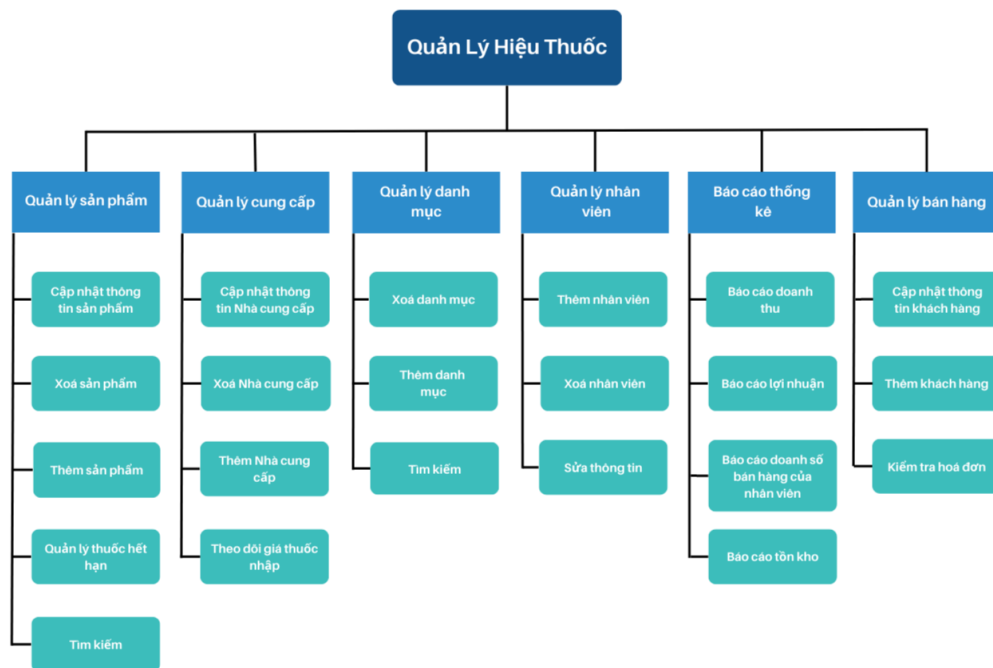 Quản Lý Hiệu Thuốc
Quản lý sản phẩm
Cập nhật thông
tin sản phẩm
Xoá sản phẩm
Thêm sản phẩm
Quản lý thuốc hết
hạn
Tìm kiếm
Quản lý cung cấp
Cập nhật thông
tin Nhà cung cấp
Xoá Nhà cung cấp
Thêm Nhà cung
cấp
Theo dõi giá thuốc
nhập
Quản lý danh
mục
Xoá danh mục
Thêm danh
mục
Tìm kiếm
Quản lý nhân
viên
Thêm nhân viên
Xoá nhân viên
Sửa thông tin
Báo cáo thống
kê
Báo cáo doanh
thu
Báo cáo lợi nhuận
Báo cáo doanh số
bán hàng của
nhân viên
Báo cáo tồn kho
Quản lý bán hàng
Cập nhật thông
tin khách hàng
Thêm khách hàng
Kiểm tra hoá đơn